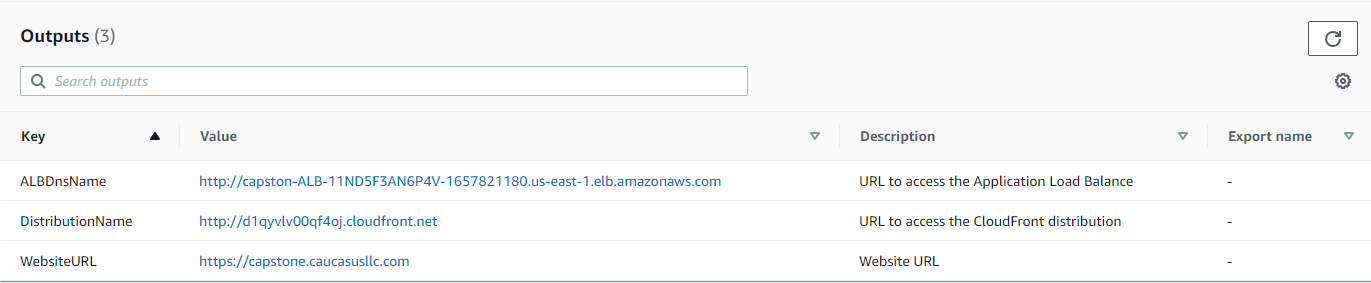 Outputs (3)
Search outputs
Key Value Description Export name
ALBDnsName http://capston-ALB-11ND5F3AN6P4V-1657821180.us-east-1.elb.amazonaws.com URL to access the Application Load Balance -
DistributionName http://d1qyvlv00qf4oj.cloudfront.net URL to access the CloudFront distribution -
WebsiteURL https://capstone.caucasusllc.com Website URL -